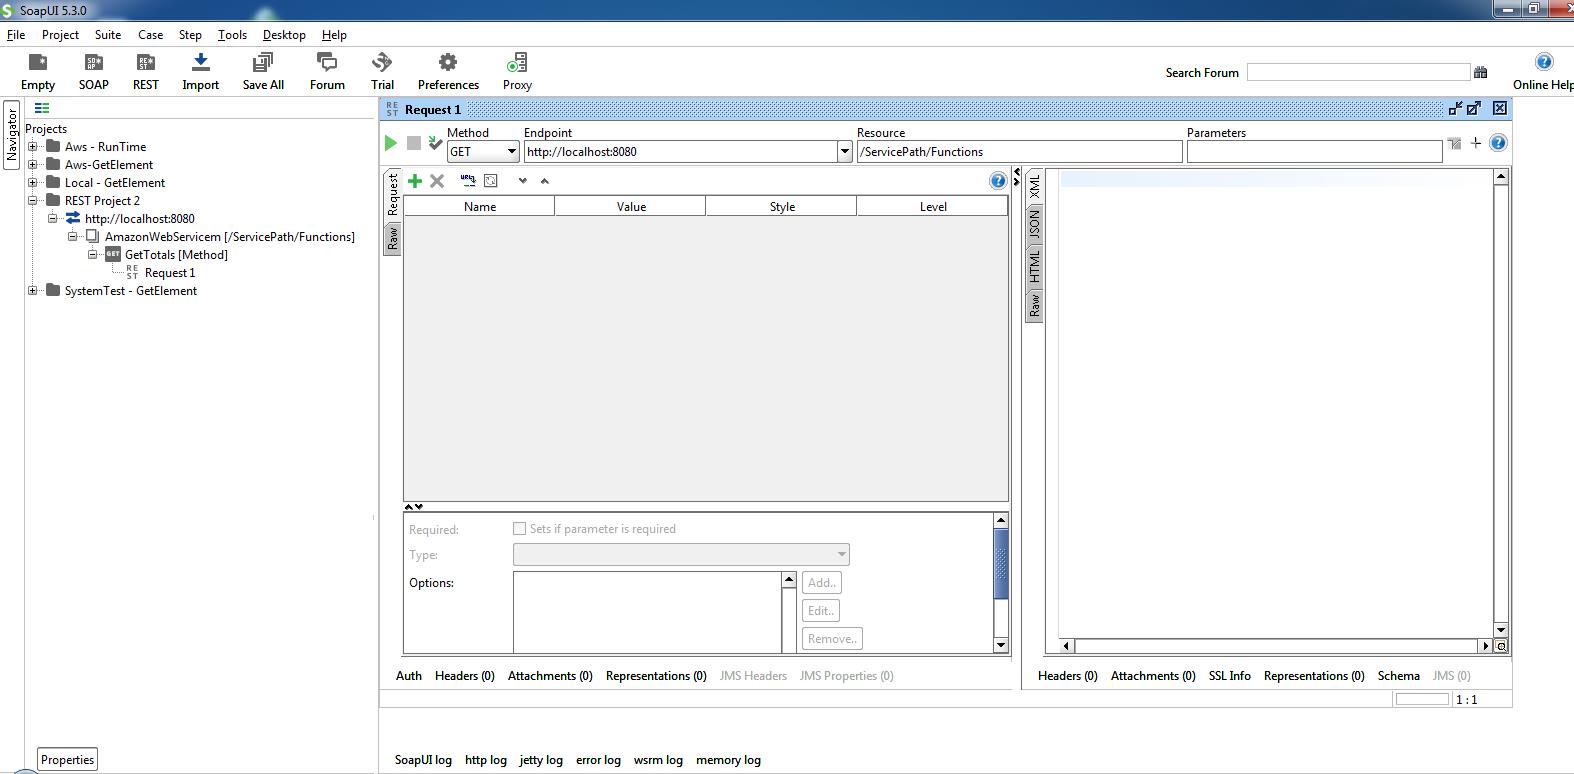 SoapUI 5.3.0
File Project Suite Case Step Tools Desktop Help
Empty SOAP REST Import Save All Forum Trial Preferences Proxy
Search Forum
Online Help
Navigator
Projects
Aws - RunTime
Aws-GetElement
Local - GetElement
REST Project 2
http://localhost:8080
AmazonWebServicem [/ServicePath/Functions]
GET GetTotals [Method]
REST Request 1
SystemTest - GetElement
Properties
REST Request 1
Method Endpoint Resource Parameters
GET http://localhost:8080 /ServicePath/Functions
Request
Raw
Name Value Style Level
Required: Sets if parameter is required
Type:
Options:
Add..
Edit..
Remove..
Auth Headers (0) Attachments (0) Representations (0) JMS Headers JMS Properties (0)
XML
JSON
HTML
Raw
Headers (0) Attachments (0) SSL Info Representations (0) Schema JMS (0)
1 : 1
SoapUI log http log jetty log error log wsrm log memory log